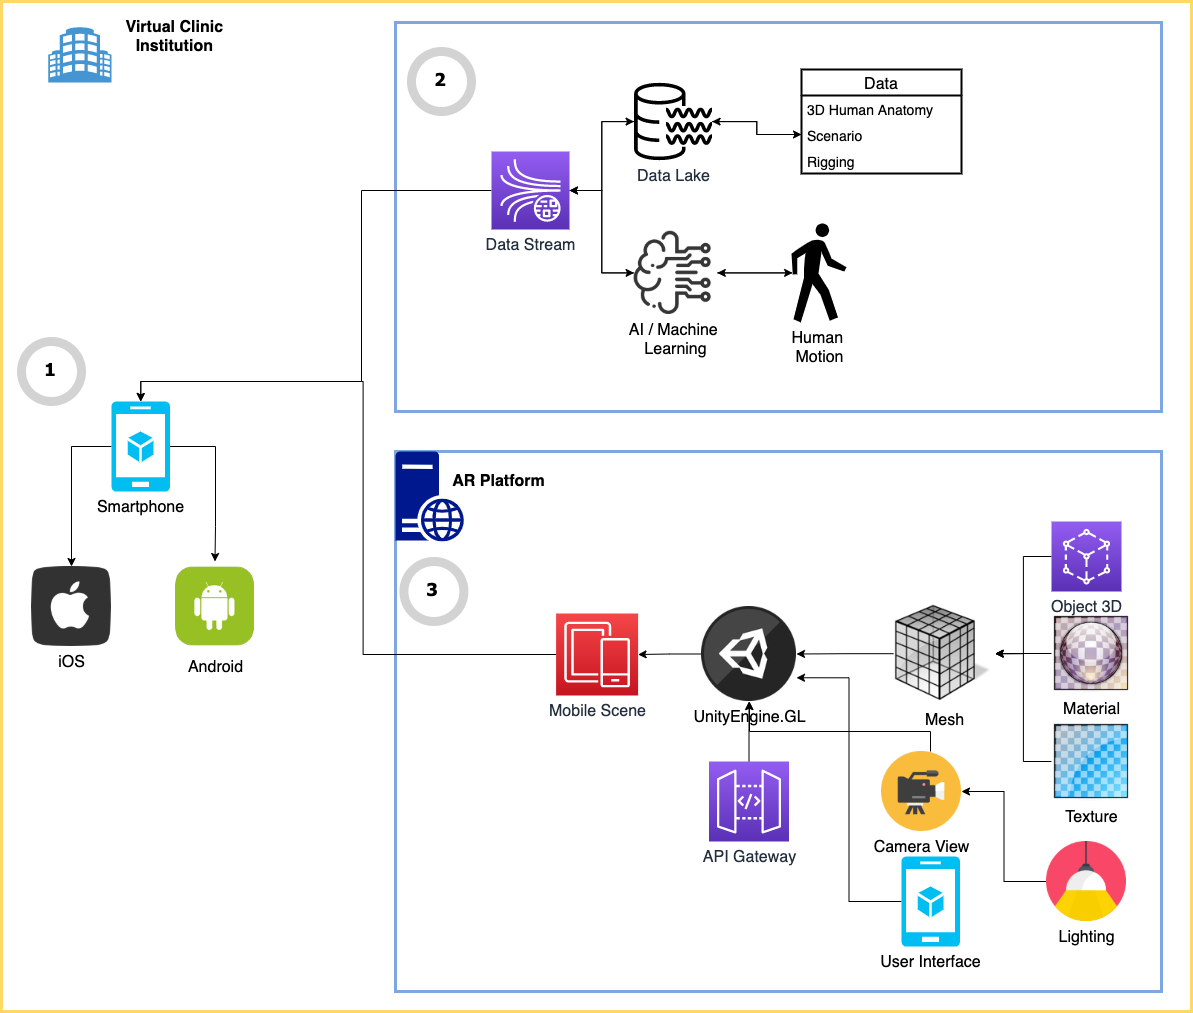 Virtual Clinic
Institution
2
Data
3D Human Anatomy
Scenario
Rigging
Data Lake
Data Stream
AI / Machine
Learning
Human
Motion
1
Smartphone
iOS
Android
AR Platform
3
Object 3D
Mobile Scene
UnityEngine.GL
Mesh
Material
Texture
API Gateway
Camera View
Lighting
User Interface